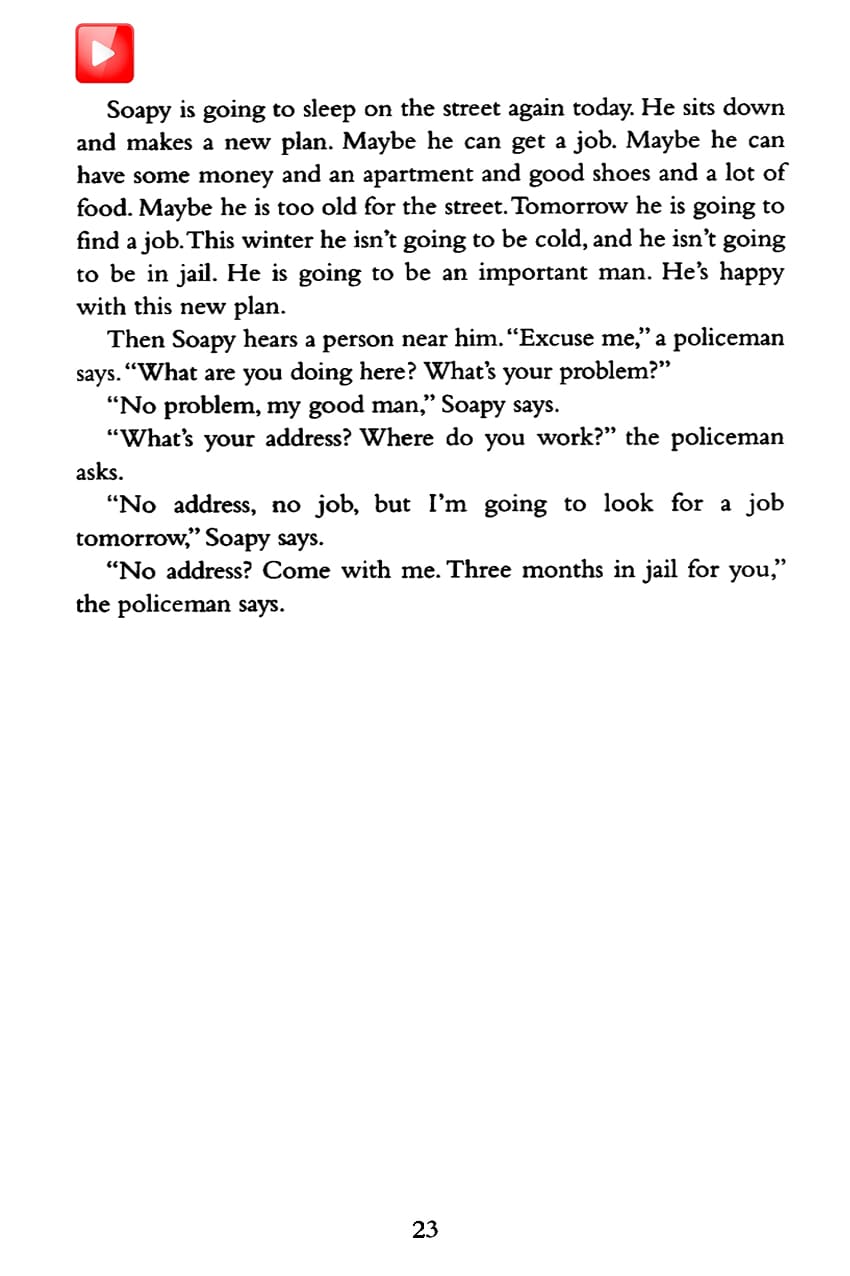 Soapy is going to sleep on the street again today. He sits down
and makes a new plan. Maybe he can get a job. Maybe he can
have some money and an apartment and good shoes and a lot of
food. Maybe he is too old for the street. Tomorrow he is going to
find a job. This winter he isn’t going to be cold, and he isn’t going
to be in jail. He is going to be an important man. He’s happy
with this new plan.
Then Soapy hears a person near him. “Excuse me,” a policeman
says. “What are you doing here? What’s your problem?”
“No problem, my good man,” Soapy says.
“What’s your address? Where do you work?” the policeman
asks.
“No address, no job, but I’m going to look for a job
tomorrow,” Soapy says.
“No address? Come with me. Three months in jail for you,”
the policeman says.
23